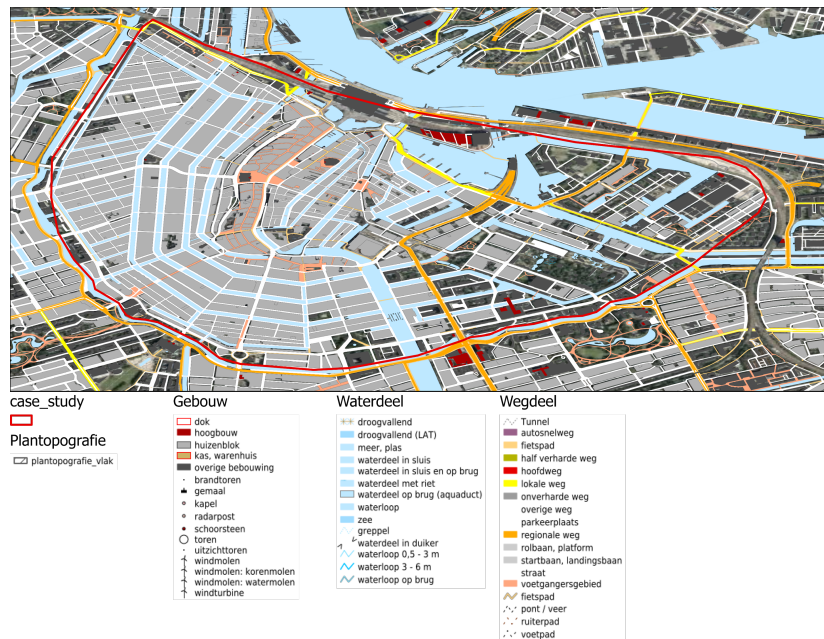 case_study
Plantopografie
plantopografie_vlak
Gebouw
dok
hoogbouw
huizenblok
kas, warenhuis
overige bebouwing
brandtoren
gemaal
kapel
radarpost
schoorsteen
toren
uitzichttoren
windmolen
windmolen: korenmolen
windmolen: watermolen
windturbine
Waterdeel
droogvallend
droogvallend (LAT)
meer, plas
waterdeel in sluis
waterdeel in sluis en op brug
waterdeel met riet
waterdeel op brug (aquaduct)
waterloop
zee
greppel
waterdeel in duiker
waterloop 0,5 - 3 m
waterloop 3 - 6 m
waterloop op brug
Wegdeel
Tunnel
autosnelweg
fietspad
half verharde weg
hoofdweg
lokale weg
onverharde weg
overige weg
parkeerplaats
regionale weg
rolbaan, platform
startbaan, landingsbaan
straat
voetgangersgebied
fietspad
pont / veer
ruiterpad
voetpad